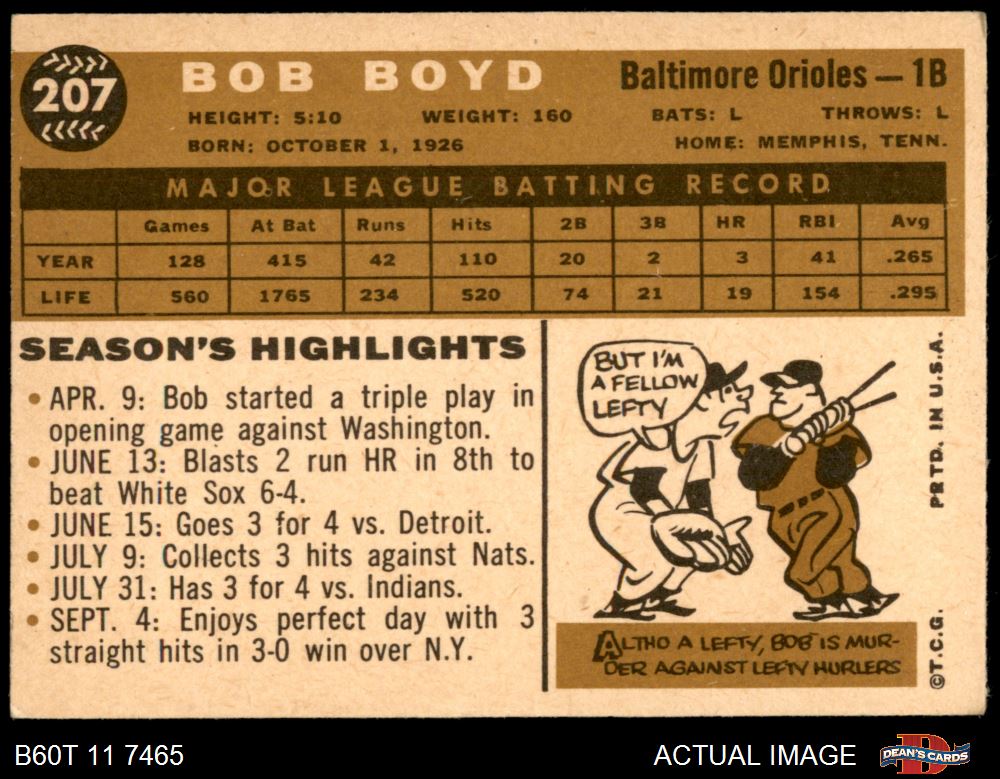 207
BOB BOYD
Baltimore Orioles — 1B
HEIGHT: 5:10 WEIGHT: 160 BATS: L THROWS: L
BORN: OCTOBER 1, 1926 HOME: MEMPHIS, TENN.
MAJOR LEAGUE BATTING RECORD
Games At Bat Runs Hits 2B 3B HR RBI Avg
YEAR 128 415 42 110 20 2 3 41 .265
LIFE 560 1765 234 520 74 21 19 154 .295
SEASON'S HIGHLIGHTS
• APR. 9: Bob started a triple play in
opening game against Washington.
• JUNE 13: Blasts 2 run HR in 8th to
beat White Sox 6-4.
• JUNE 15: Goes 3 for 4 vs. Detroit.
• JULY 9: Collects 3 hits against Nats.
• JULY 31: Has 3 for 4 vs. Indians.
• SEPT. 4: Enjoys perfect day with 3
straight hits in 3-0 win over N.Y.
BUT I'M
A FELLOW
LEFTY
ALTHO A LEFTY, BOB IS MUR-
DER AGAINST LEFTY HURLERS
©T.C.G. PRTD. IN U.S.A.
B60T 11 7465
ACTUAL IMAGE
DEAN'S CARDS